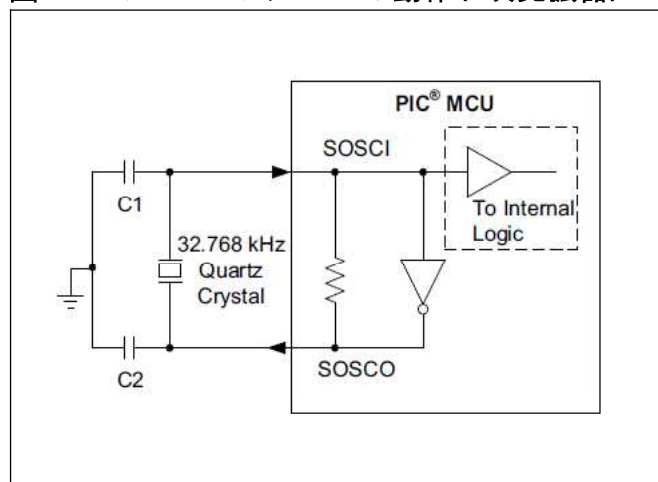 PIC® MCU
SOSCI
C1
To Internal
Logic
32.768 kHz
Quartz
Crystal
C2
SOSCO